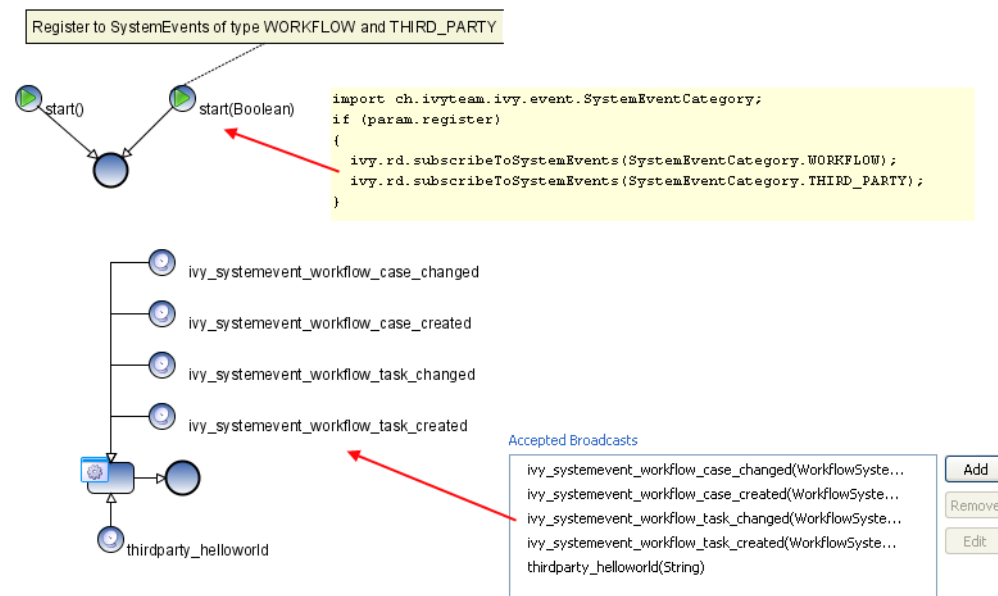 Register to SystemEvents of type WORKFLOW and THIRD_PARTY
start()
start(Boolean)
import ch.ivyteam.ivy.event.SystemEventCategory;
if (param.register)
{
ivy.rd.subscribeToSystemEvents(SystemEventCategory.WORKFLOW);
ivy.rd.subscribeToSystemEvents(SystemEventCategory.THIRD_PARTY);
}
ivy_systemevent_workflow_case_changed
ivy_systemevent_workflow_case_created
ivy_systemevent_workflow_task_changed
ivy_systemevent_workflow_task_created
thirdparty_helloworld
Accepted Broadcasts
ivy_systemevent_workflow_case_changed(WorkflowSyste...
ivy_systemevent_workflow_case_created(WorkflowSyste...
ivy_systemevent_workflow_task_changed(WorkflowSyste...
ivy_systemevent_workflow_task_created(WorkflowSyste...
thirdparty_helloworld(String)
Add
Remove
Edit